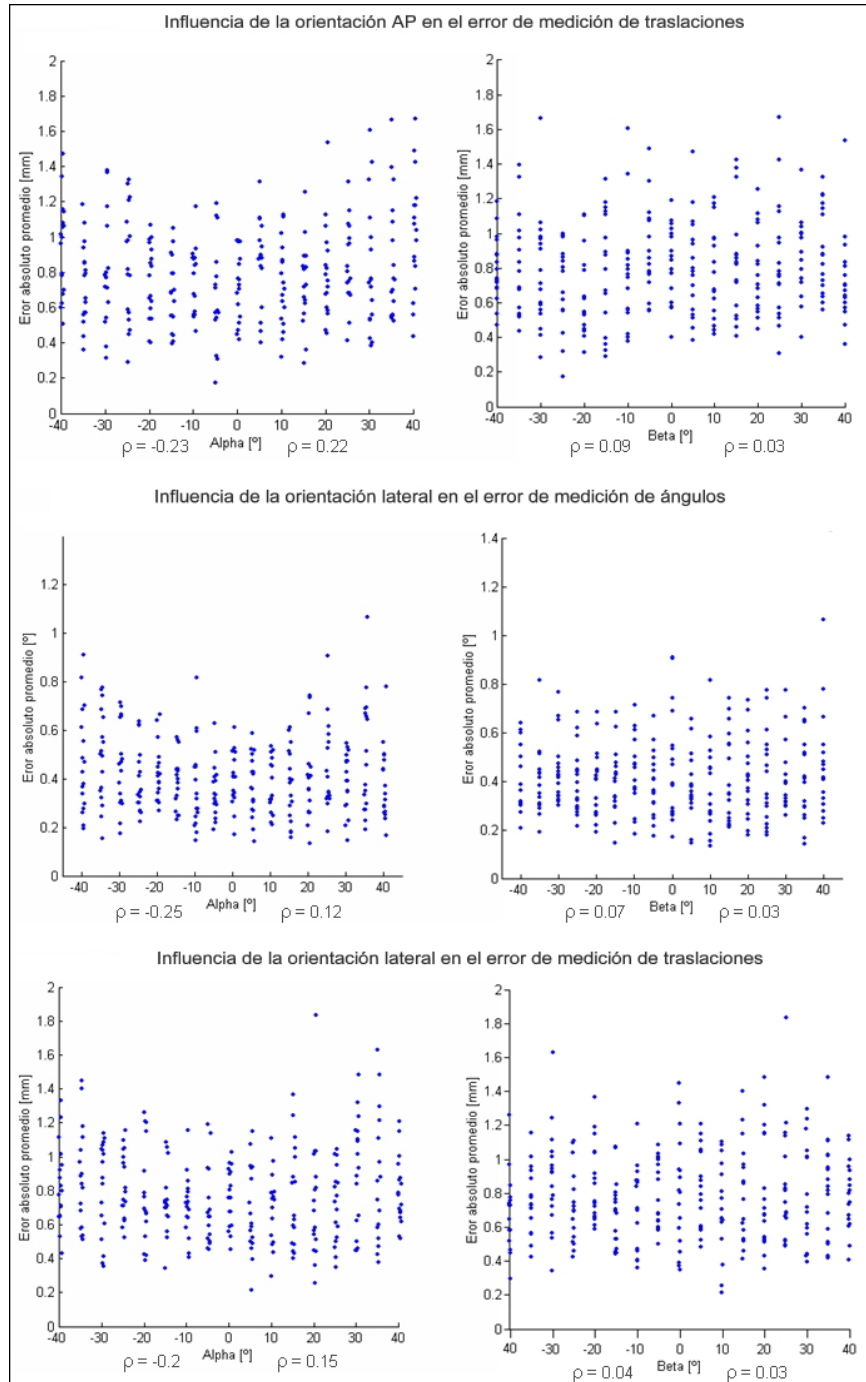 Influencia de la orientación AP en el error de medición de traslaciones
2
1.8
1.6
1.4
1.2
1
0.8
0.6
0.4
0.2
0
Eror absoluto promedio [mm]
-40 -30 -20 -10 0 10 20 30 40
Alpha [º]
ρ = -0.23 ρ = 0.22
2
1.8
1.6
1.4
1.2
1
0.8
0.6
0.4
0.2
0
Eror absoluto promedio [mm]
-40 -30 -20 -10 0 10 20 30 40
Beta [º]
ρ = 0.09 ρ = 0.03
Influencia de la orientación lateral en el error de medición de ángulos
1.2
1
0.8
0.6
0.4
0.2
0
Eror absoluto promedio [º]
-40 -30 -20 -10 0 10 20 30 40
Alpha [º]
ρ = -0.25 ρ = 0.12
1.4
1.2
1
0.8
0.6
0.4
0.2
0
Eror absoluto promedio [º]
-40 -30 -20 -10 0 10 20 30 40
Beta [º]
ρ = 0.07 ρ = 0.03
Influencia de la orientación lateral en el error de medición de traslaciones
2
1.8
1.6
1.4
1.2
1
0.8
0.6
0.4
0.2
0
Eror absoluto promedio [mm]
-40 -30 -20 -10 0 10 20 30 40
Alpha [º]
ρ = -0.2 ρ = 0.15
2
1.8
1.6
1.4
1.2
1
0.8
0.6
0.4
0.2
0
Eror absoluto promedio [mm]
40 -30 -20 -10 0 10 20 30 40
Beta [º]
ρ = 0.04 ρ = 0.03